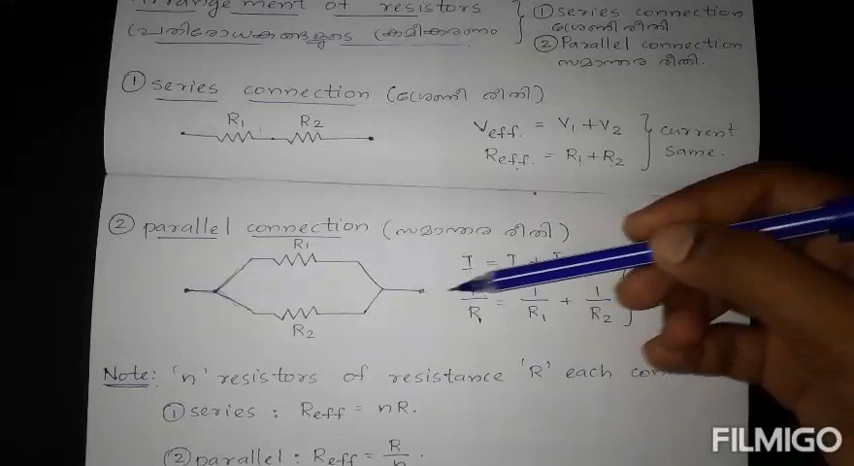 Arrangement of resistors
(പ്രതിരോധകങ്ങളുടെ ക്രമീകരണം
① series connection
ശ്രേണീ രീതി
② Parallel connection
സമാന്തര രീതി.
① series connection (ശ്രേണീ രീതി)
R1 R2
Veff. = V1 + V2
Reff. = R1 + R2
current same.
② parallel connection (സമാന്തര രീതി)
R1
R2
I = I +
1/R = 1/R1 + 1/R2
Note: 'n' resistors of resistance 'R' each
① series : Reff = nR.
② parallel : Reff = R/n.
FILMIGO